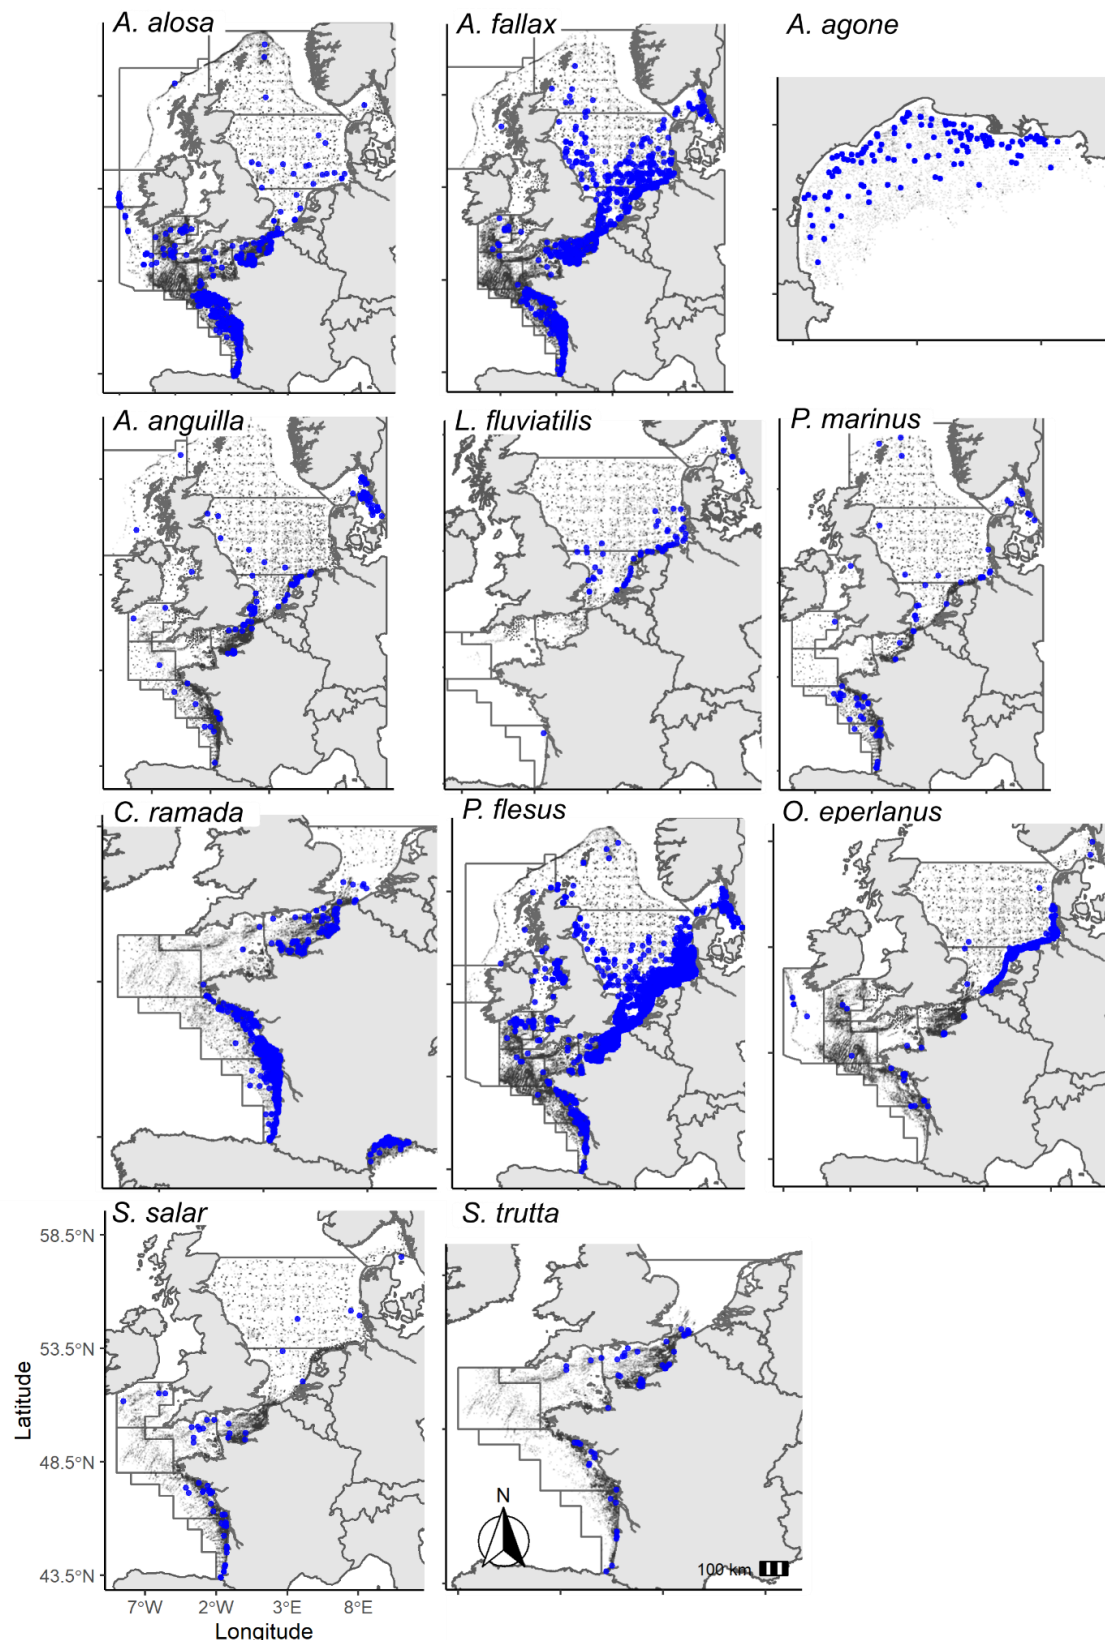 A. alosa
A. fallax
A. agone
A. anguilla
L. fluviatilis
P. marinus
C. ramada
P. flesus
O. eperlanus
S. salar
S. trutta
58.5°N
53.5°N
48.5°N
43.5°N
Latitude
7°W
2°W
3°E
8°E
Longitude
N
100 km